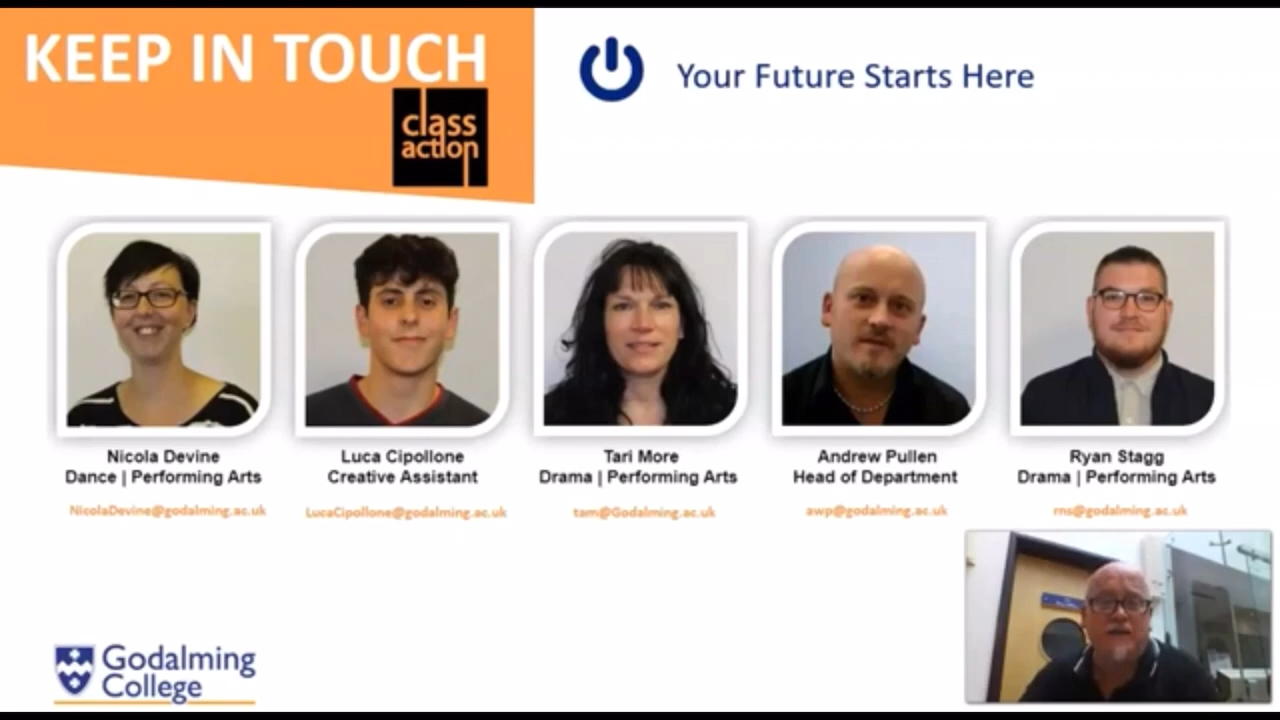 KEEP IN TOUCH
class
action
Your Future Starts Here
Nicola Devine
Dance | Performing Arts
NicolaDevine@godalming.ac.uk
Luca Cipollone
Creative Assistant
LucaCipollone@godalming.ac.uk
Tari More
Drama | Performing Arts
tam@Godalming.ac.uk
Andrew Pullen
Head of Department
awp@godalming.ac.uk
Ryan Stagg
Drama | Performing Arts
rns@godalming.ac.uk
Godalming
College